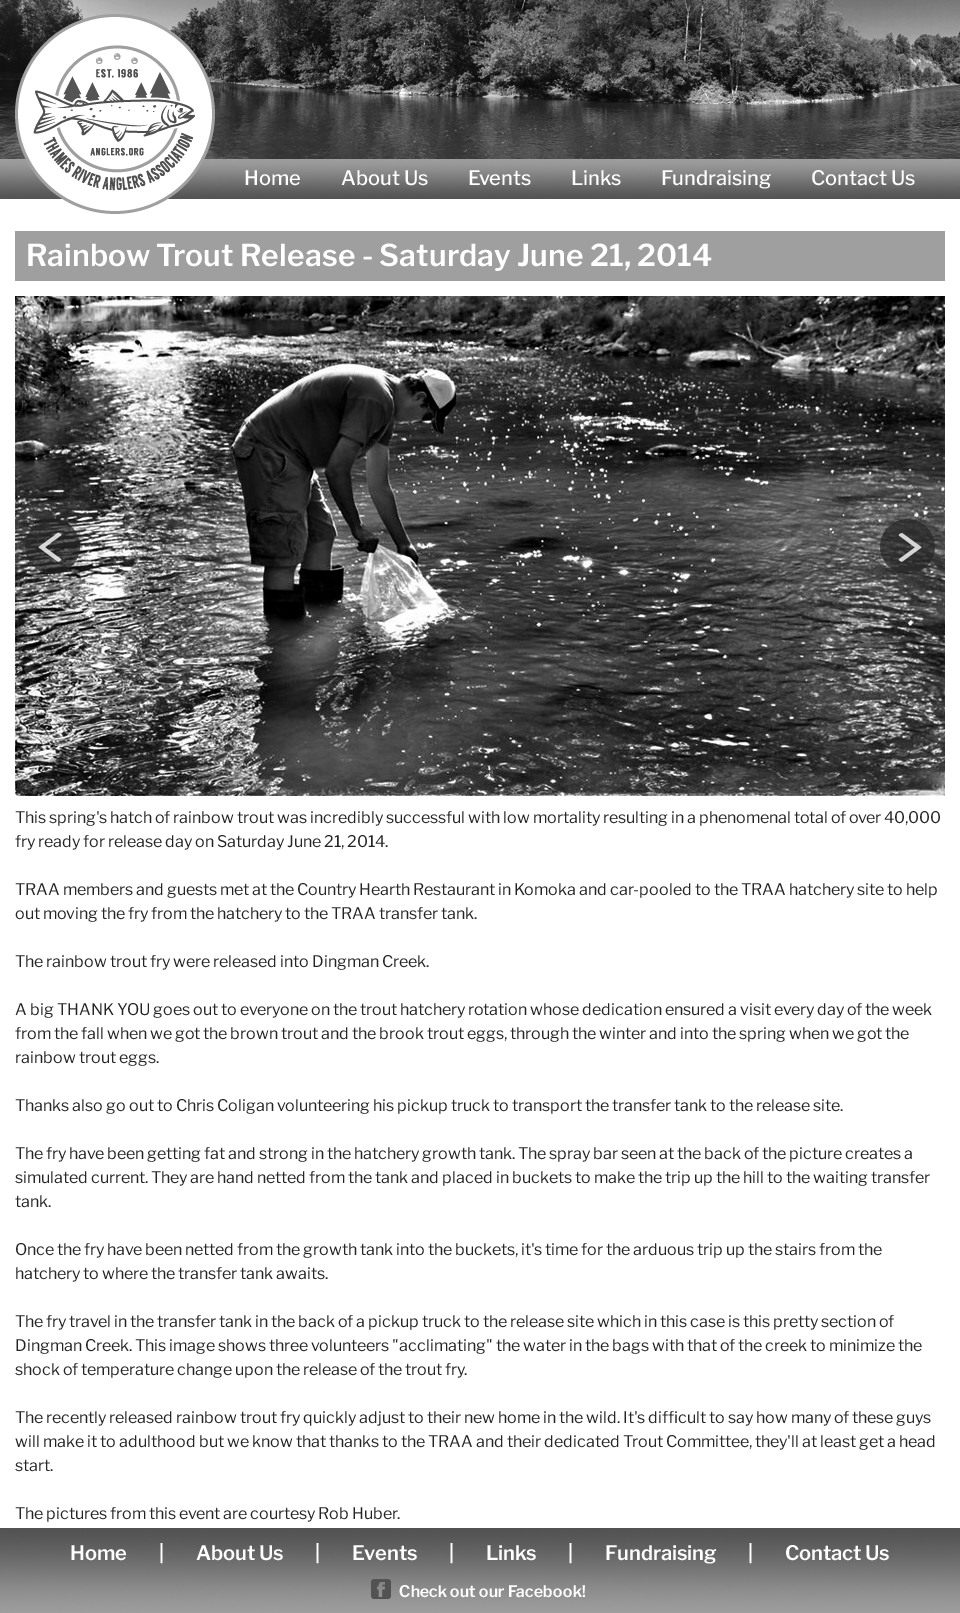 EST. 1986
ANGLERS.ORG
THAMES RIVER ANGLERS ASSOCIATION
Home About Us Events Links Fundraising Contact Us
Rainbow Trout Release - Saturday June 21, 2014
This spring's hatch of rainbow trout was incredibly successful with low mortality resulting in a phenomenal total of over 40,000
fry ready for release day on Saturday June 21, 2014.
TRAA members and guests met at the Country Hearth Restaurant in Komoka and car-pooled to the TRAA hatchery site to help
out moving the fry from the hatchery to the TRAA transfer tank.
The rainbow trout fry were released into Dingman Creek.
A big THANK YOU goes out to everyone on the trout hatchery rotation whose dedication ensured a visit every day of the week
from the fall when we got the brown trout and the brook trout eggs, through the winter and into the spring when we got the
rainbow trout eggs.
Thanks also go out to Chris Coligan volunteering his pickup truck to transport the transfer tank to the release site.
The fry have been getting fat and strong in the hatchery growth tank. The spray bar seen at the back of the picture creates a
simulated current. They are hand netted from the tank and placed in buckets to make the trip up the hill to the waiting transfer
tank.
Once the fry have been netted from the growth tank into the buckets, it's time for the arduous trip up the stairs from the
hatchery to where the transfer tank awaits.
The fry travel in the transfer tank in the back of a pickup truck to the release site which in this case is this pretty section of
Dingman Creek. This image shows three volunteers "acclimating" the water in the bags with that of the creek to minimize the
shock of temperature change upon the release of the trout fry.
The recently released rainbow trout fry quickly adjust to their new home in the wild. It's difficult to say how many of these guys
will make it to adulthood but we know that thanks to the TRAA and their dedicated Trout Committee, they'll at least get a head
start.
The pictures from this event are courtesy Rob Huber.
Home | About Us | Events | Links | Fundraising | Contact Us
f Check out our Facebook!